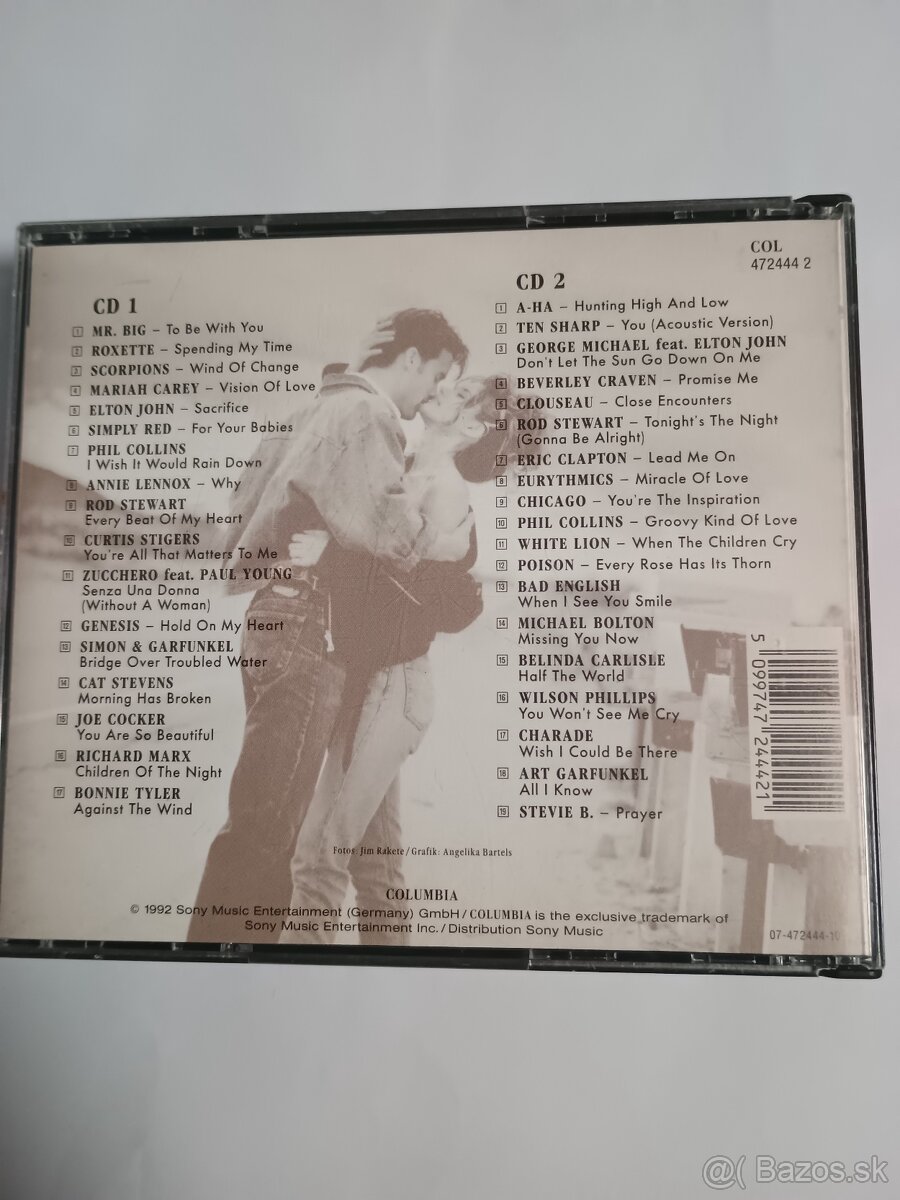 COL
472444 2
CD 1
1 MR. BIG – To Be With You
2 ROXETTE – Spending My Time
3 SCORPIONS – Wind Of Change
4 MARIAH CAREY – Vision Of Love
5 ELTON JOHN – Sacrifice
6 SIMPLY RED – For Your Babies
7 PHIL COLLINS
I Wish It Would Rain Down
8 ANNIE LENNOX – Why
9 ROD STEWART
Every Beat Of My Heart
10 CURTIS STIGERS
You're All That Matters To Me
11 ZUCCHERO feat. PAUL YOUNG
Senza Una Donna
(Without A Woman)
12 GENESIS – Hold On My Heart
13 SIMON & GARFUNKEL
Bridge Over Troubled Water
14 CAT STEVENS
Morning Has Broken
15 JOE COCKER
You Are So Beautiful
16 RICHARD MARX
Children Of The Night
17 BONNIE TYLER
Against The Wind
CD 2
1 A-HA – Hunting High And Low
2 TEN SHARP – You (Acoustic Version)
3 GEORGE MICHAEL feat. ELTON JOHN
Don't Let The Sun Go Down On Me
4 BEVERLEY CRAVEN – Promise Me
5 CLOUSEAU – Close Encounters
6 ROD STEWART – Tonight's The Night
(Gonna Be Alright)
7 ERIC CLAPTON – Lead Me On
8 EURYTHMICS – Miracle Of Love
9 CHICAGO – You're The Inspiration
10 PHIL COLLINS – Groovy Kind Of Love
11 WHITE LION – When The Children Cry
12 POISON – Every Rose Has Its Thorn
13 BAD ENGLISH
When I See You Smile
14 MICHAEL BOLTON
Missing You Now
15 BELINDA CARLISLE
Half The World
16 WILSON PHILLIPS
You Won't See Me Cry
17 CHARADE
Wish I Could Be There
18 ART GARFUNKEL
All I Know
19 STEVIE B. – Prayer
5 099747 244421
Fotos: Jim Rakete / Grafik: Angelika Bartels
COLUMBIA
© 1992 Sony Music Entertainment (Germany) GmbH / COLUMBIA is the exclusive trademark of
Sony Music Entertainment Inc. / Distribution Sony Music
07-472444-10
@( Bazos.sk